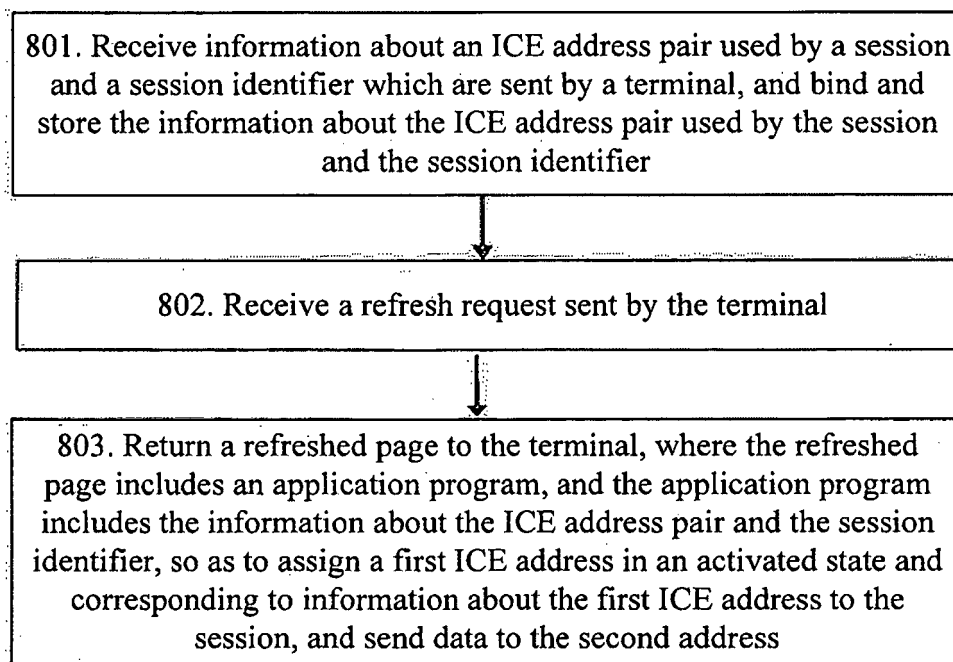 801. Receive information about an ICE address pair used by a session
and a session identifier which are sent by a terminal, and bind and
store the information about the ICE address pair used by the session
and the session identifier
802. Receive a refresh request sent by the terminal
803. Return a refreshed page to the terminal, where the refreshed
page includes an application program, and the application program
includes the information about the ICE address pair and the session
identifier, so as to assign a first ICE address in an activated state and
corresponding to information about the first ICE address to the
session, and send data to the second address